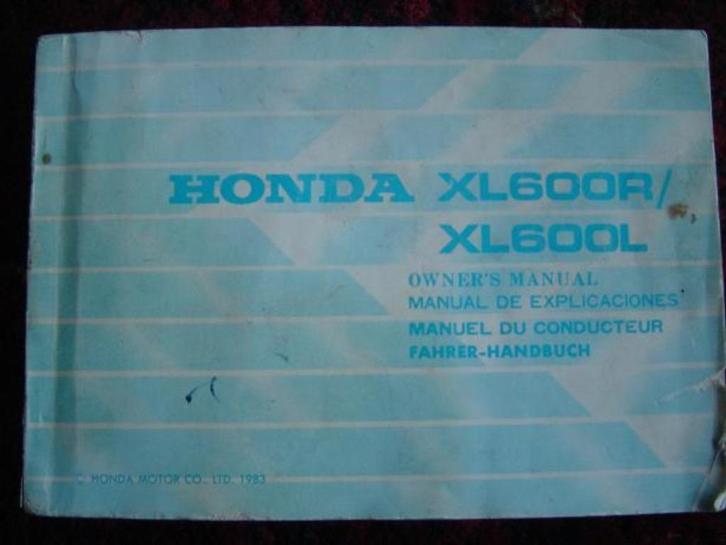 HONDA XL600R/
XL600L
OWNER'S MANUAL
MANUAL DE EXPLICACIONES
MANUEL DU CONDUCTEUR
FAHRER-HANDBUCH
© HONDA MOTOR CO., LTD. 1983